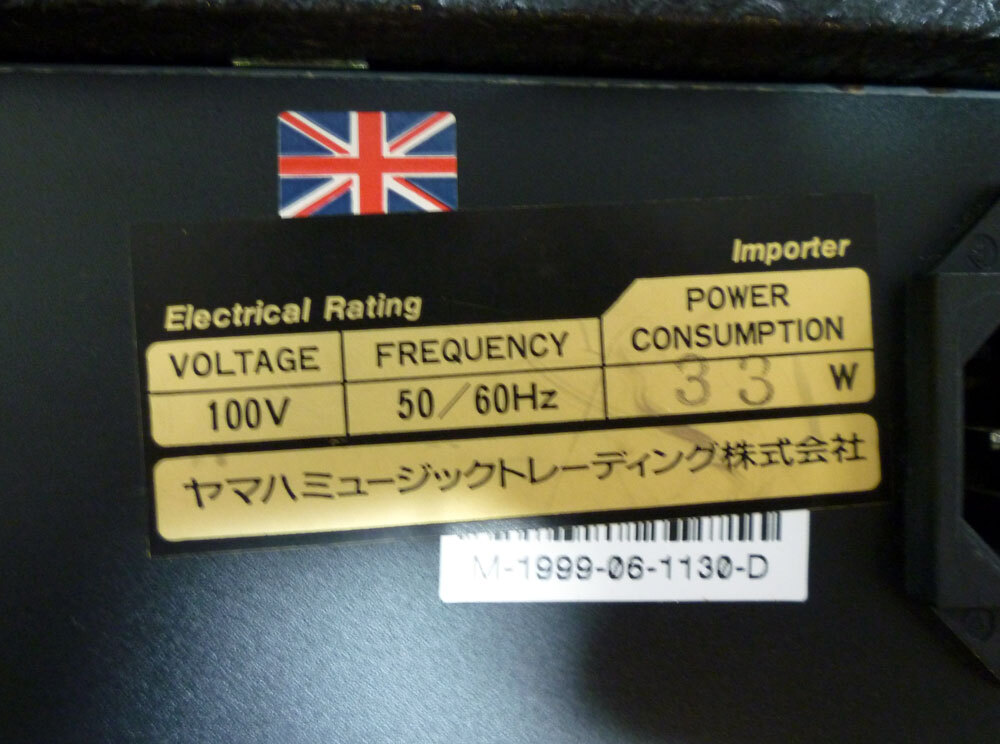 Importer
Electrical Rating
VOLTAGE
FREQUENCY
POWER
CONSUMPTION
100V
50/60Hz
33 W
ヤマハミュージックトレーディング株式会社
M-1999-06-1130-D